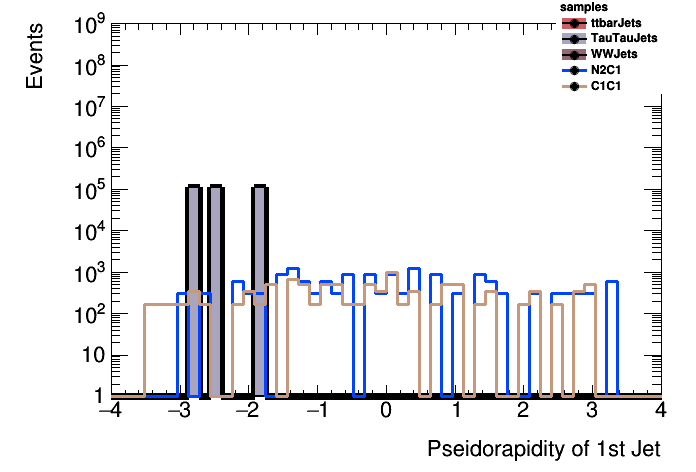 samples
ttbarJets
TauTauJets
WWJets
N2C1
C1C1
Events
10⁹
10⁸
10⁷
10⁶
10⁵
10⁴
10³
10²
10
1
−4 −3 −2 −1 0 1 2 3 4
Pseidorapidity of 1st Jet